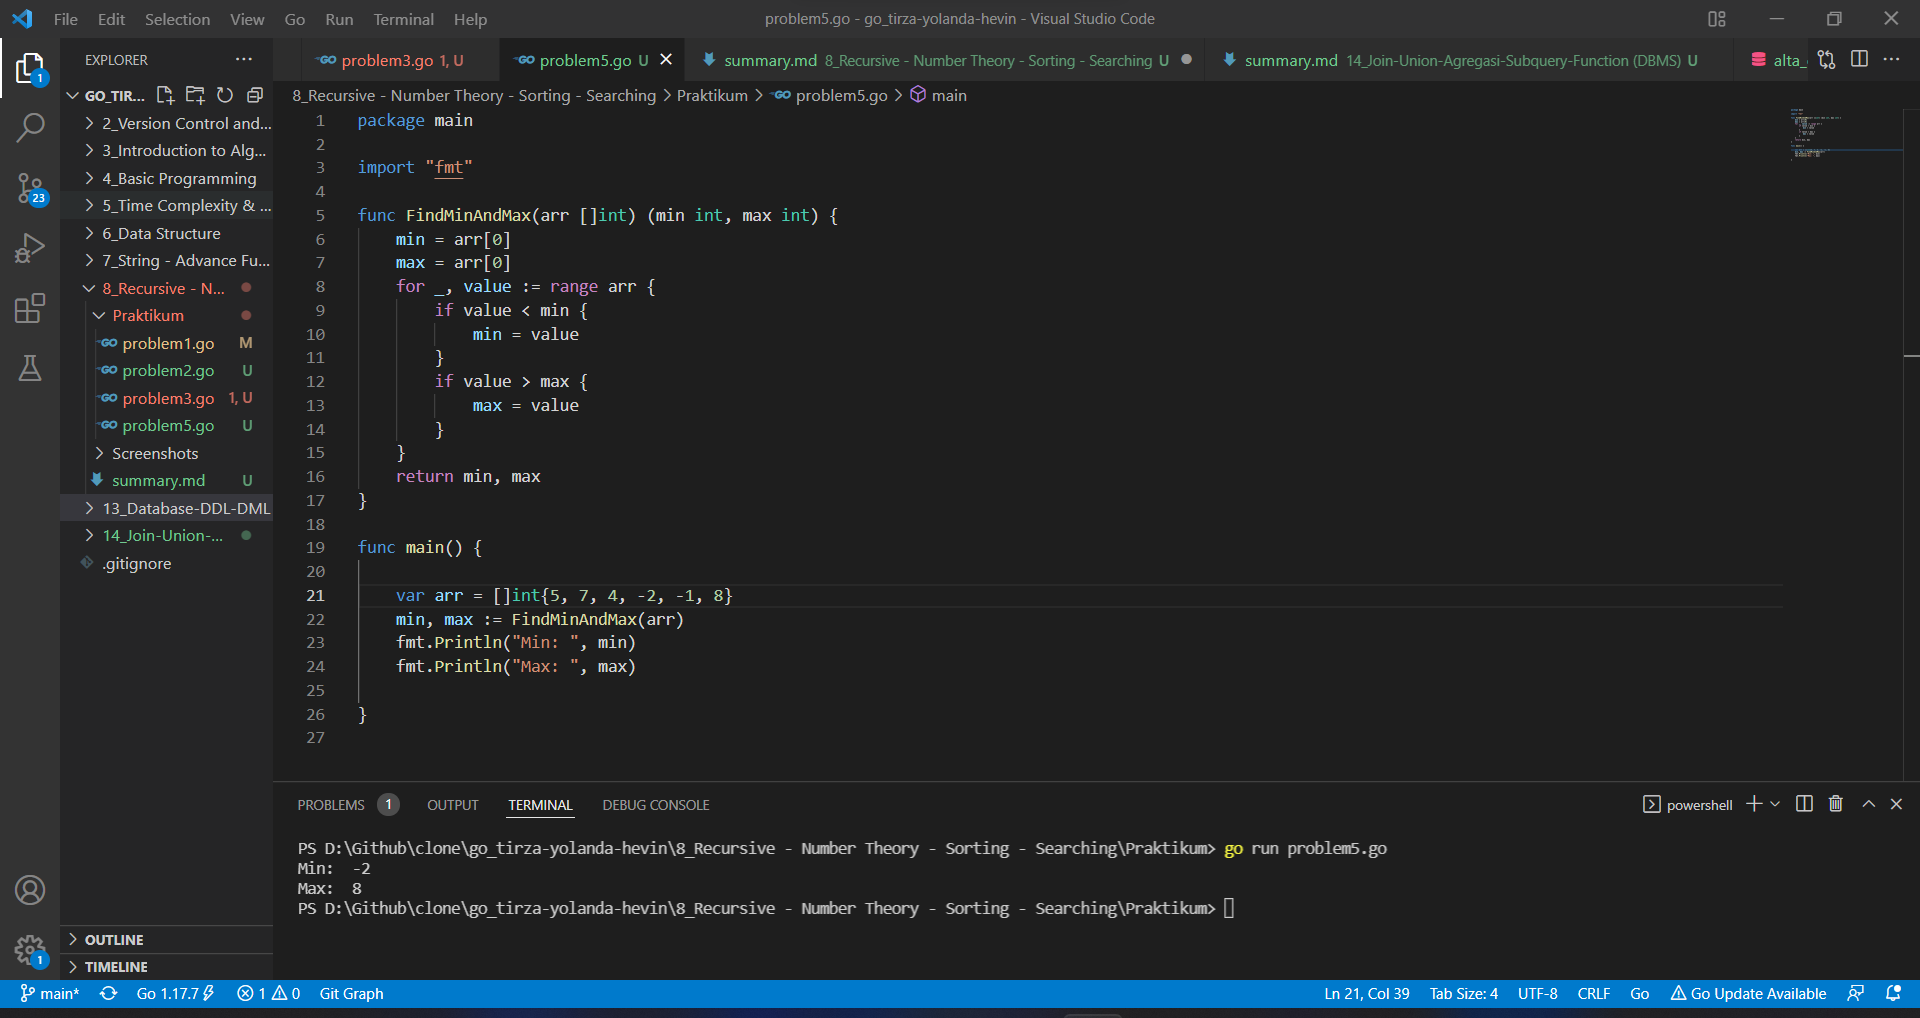 File Edit Selection View Go Run Terminal Help
problem5.go - go_tirza-yolanda-hevin - Visual Studio Code
EXPLORER
problem3.go 1, U
problem5.go U
summary.md 8_Recursive - Number Theory - Sorting - Searching U
summary.md 14_Join-Union-Agregasi-Subquery-Function (DBMS) U
alta_
1
23
GO_TIR...
2_Version Control and...
3_Introduction to Alg...
4_Basic Programming
5_Time Complexity & ...
6_Data Structure
7_String - Advance Fu...
8_Recursive - N...
Praktikum
GO problem1.go M
GO problem2.go U
GO problem3.go 1, U
GO problem5.go U
Screenshots
summary.md U
13_Database-DDL-DML
14_Join-Union-...
.gitignore
OUTLINE
TIMELINE
1
8_Recursive - Number Theory - Sorting - Searching > Praktikum > GO problem5.go > main
1 package main
2
3 import "fmt"
4
5 func FindMinAndMax(arr []int) (min int, max int) {
6     min = arr[0]
7     max = arr[0]
8     for _, value := range arr {
9         if value < min {
10             min = value
11         }
12         if value > max {
13             max = value
14         }
15     }
16     return min, max
17 }
18
19 func main() {
20
21     var arr = []int{5, 7, 4, -2, -1, 8}
22     min, max := FindMinAndMax(arr)
23     fmt.Println("Min: ", min)
24     fmt.Println("Max: ", max)
25
26 }
27
PROBLEMS 1 OUTPUT TERMINAL DEBUG CONSOLE
powershell
PS D:\Github\clone\go_tirza-yolanda-hevin\8_Recursive - Number Theory - Sorting - Searching\Praktikum> go run problem5.go
Min:  -2
Max:  8
PS D:\Github\clone\go_tirza-yolanda-hevin\8_Recursive - Number Theory - Sorting - Searching\Praktikum>
main* Go 1.17.7 1 0 Git Graph
Ln 21, Col 39 Tab Size: 4 UTF-8 CRLF Go Go Update Available